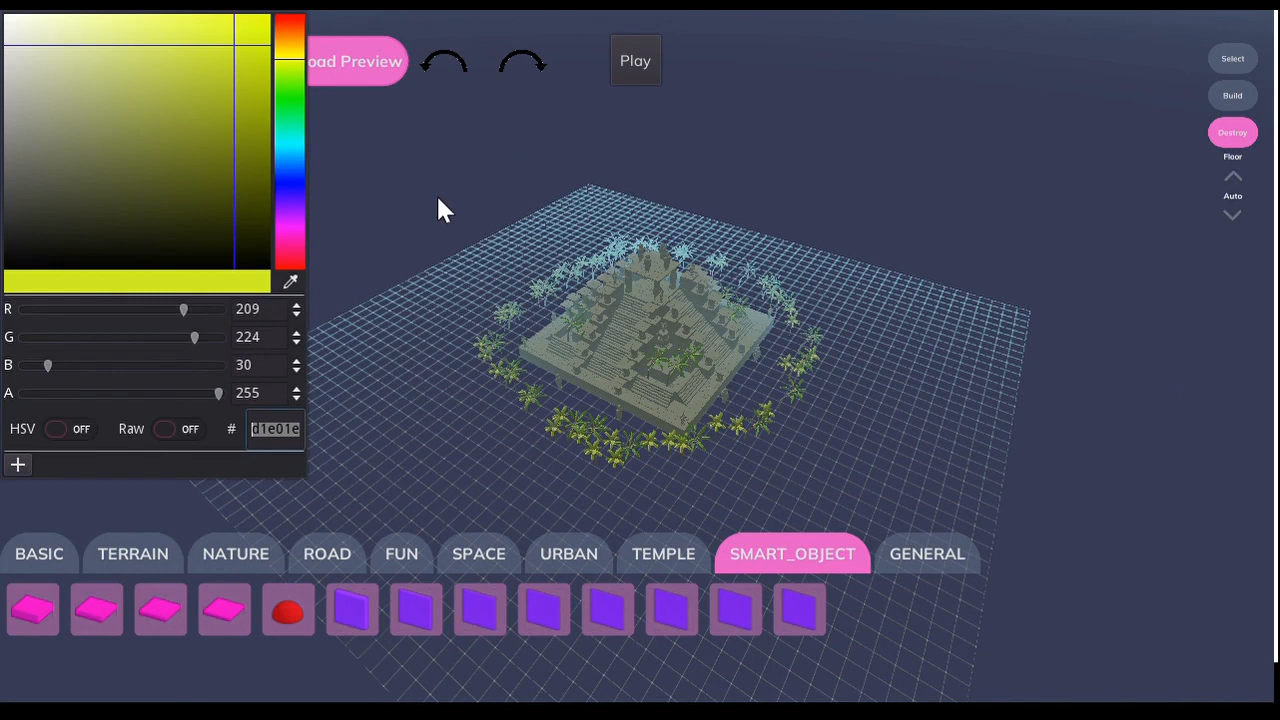 oad Preview
Play
Select
Build
Destroy
Floor
Auto
R 209
G 224
B 30
A 255
HSV OFF Raw OFF # d1e01e
BASIC TERRAIN NATURE ROAD FUN SPACE URBAN TEMPLE SMART_OBJECT GENERAL